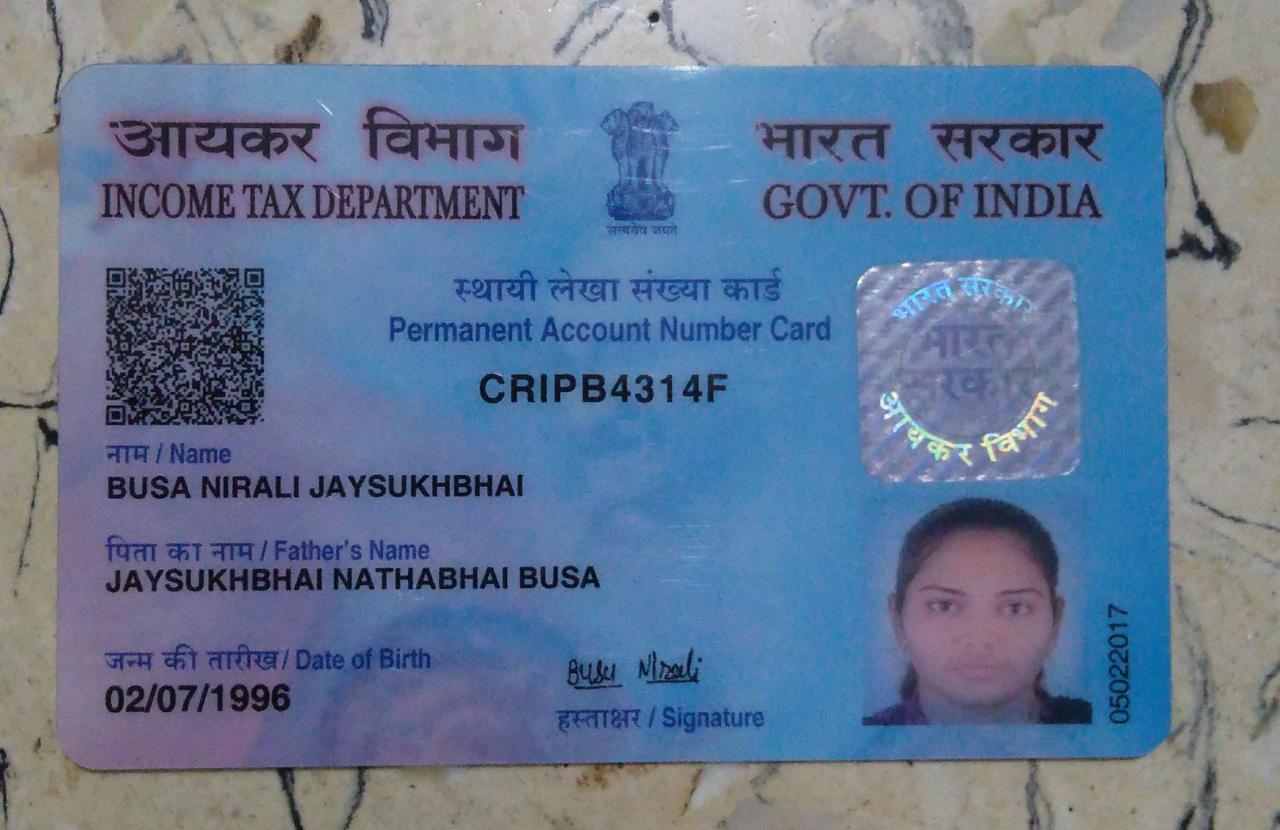 आयकर विभाग
INCOME TAX DEPARTMENT
सत्यमेव जयते
भारत सरकार
GOVT. OF INDIA
स्थायी लेखा संख्या कार्ड
Permanent Account Number Card
CRIPB4314F
भारत सरकार
भारत
सरकार
आयकर विभाग
नाम / Name
BUSA NIRALI JAYSUKHBHAI
पिता का नाम / Father's Name
JAYSUKHBHAI NATHABHAI BUSA
जन्म की तारीख / Date of Birth
02/07/1996
Busa Nirali
हस्ताक्षर / Signature
05022017